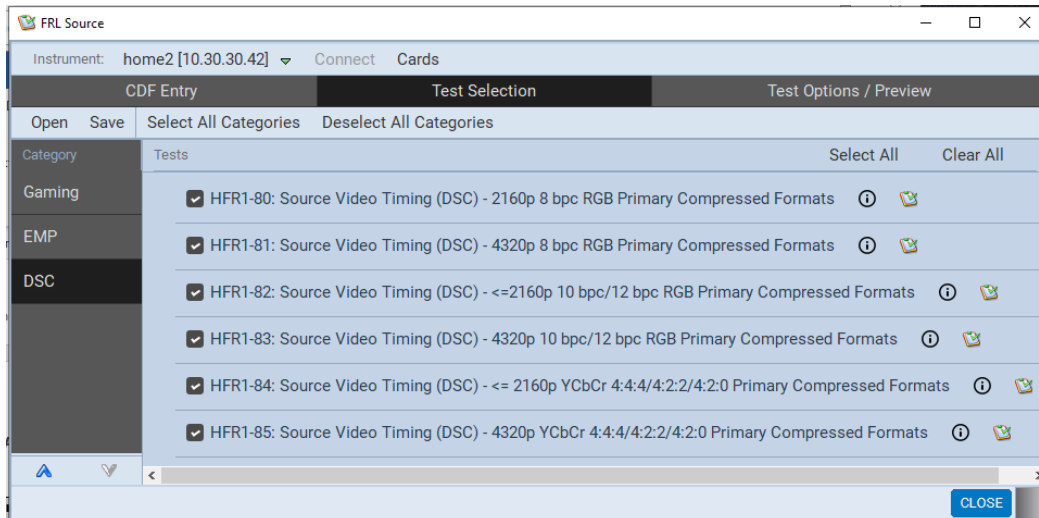 FRL Source
Instrument: home2 [10.30.30.42] Connect Cards
CDF Entry Test Selection Test Options / Preview
Open Save Select All Categories Deselect All Categories
Category Tests Select All Clear All
Gaming
EMP
DSC
HFR1-80: Source Video Timing (DSC) - 2160p 8 bpc RGB Primary Compressed Formats
HFR1-81: Source Video Timing (DSC) - 4320p 8 bpc RGB Primary Compressed Formats
HFR1-82: Source Video Timing (DSC) - <=2160p 10 bpc/12 bpc RGB Primary Compressed Formats
HFR1-83: Source Video Timing (DSC) - 4320p 10 bpc/12 bpc RGB Primary Compressed Formats
HFR1-84: Source Video Timing (DSC) - <= 2160p YCbCr 4:4:4/4:2:2/4:2:0 Primary Compressed Formats
HFR1-85: Source Video Timing (DSC) - 4320p YCbCr 4:4:4/4:2:2/4:2:0 Primary Compressed Formats
CLOSE